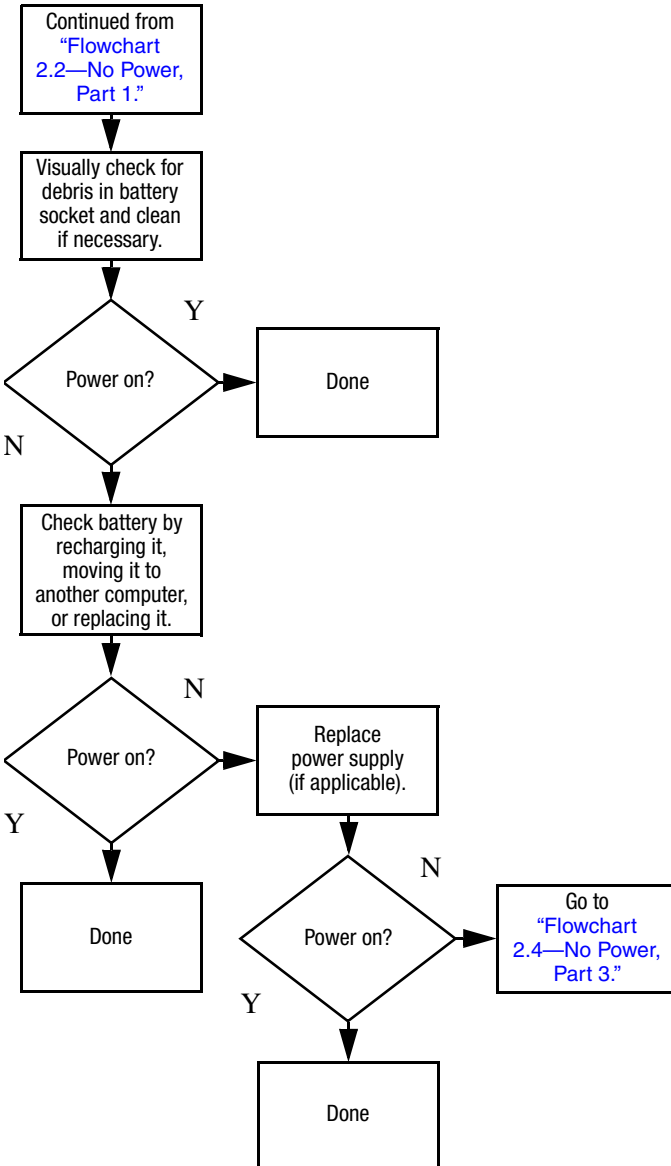 Continued from
“Flowchart
2.2—No Power,
Part 1.”
Visually check for
debris in battery
socket and clean
if necessary.
Y
Power on?
Done
N
Check battery by
recharging it,
moving it to
another computer,
or replacing it.
N
Power on?
Replace
power supply
(if applicable).
Y
Done
N
Power on?
Go to
“Flowchart
2.4—No Power,
Part 3.”
Y
Done